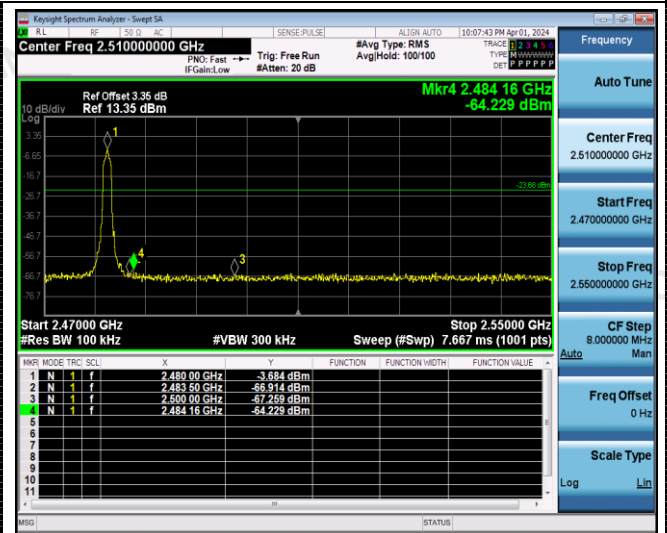 Keysight Spectrum Analyzer - Swept SA
RL RF 50 Ω AC SENSE:PULSE ALIGN AUTO 10:07:43 PM Apr 01, 2024
Center Freq 2.510000000 GHz
PNO: Fast Trig: Free Run #Avg Type: RMS TRACE 1 2 3 4 5 6
IFGain:Low #Atten: 20 dB Avg|Hold: 100/100 TYPE M WWWWW
DET P P P P P P
Frequency
Auto Tune
Center Freq
2.510000000 GHz
Start Freq
2.470000000 GHz
Stop Freq
2.550000000 GHz
CF Step
8.000000 MHz
Auto Man
Freq Offset
0 Hz
Scale Type
Log Lin
Mkr4 2.484 16 GHz
-64.229 dBm
Ref Offset 3.35 dB
10 dB/div Ref 13.35 dBm
Log
3.35
-6.65
-16.7
-26.7
-36.7
-46.7
-56.7
-66.7
-76.7
1
-23.68 dBm
4
3
Start 2.47000 GHz Stop 2.55000 GHz
#Res BW 100 kHz #VBW 300 kHz Sweep (#Swp) 7.667 ms (1001 pts)
MKR MODE TRC SCL X Y FUNCTION FUNCTION WIDTH FUNCTION VALUE
1 N 1 f 2.480 00 GHz -3.684 dBm
2 N 1 f 2.483 50 GHz -66.914 dBm
3 N 1 f 2.500 00 GHz -67.259 dBm
4 N 1 f 2.484 16 GHz -64.229 dBm
5
6
7
8
9
10
11
MSG STATUS